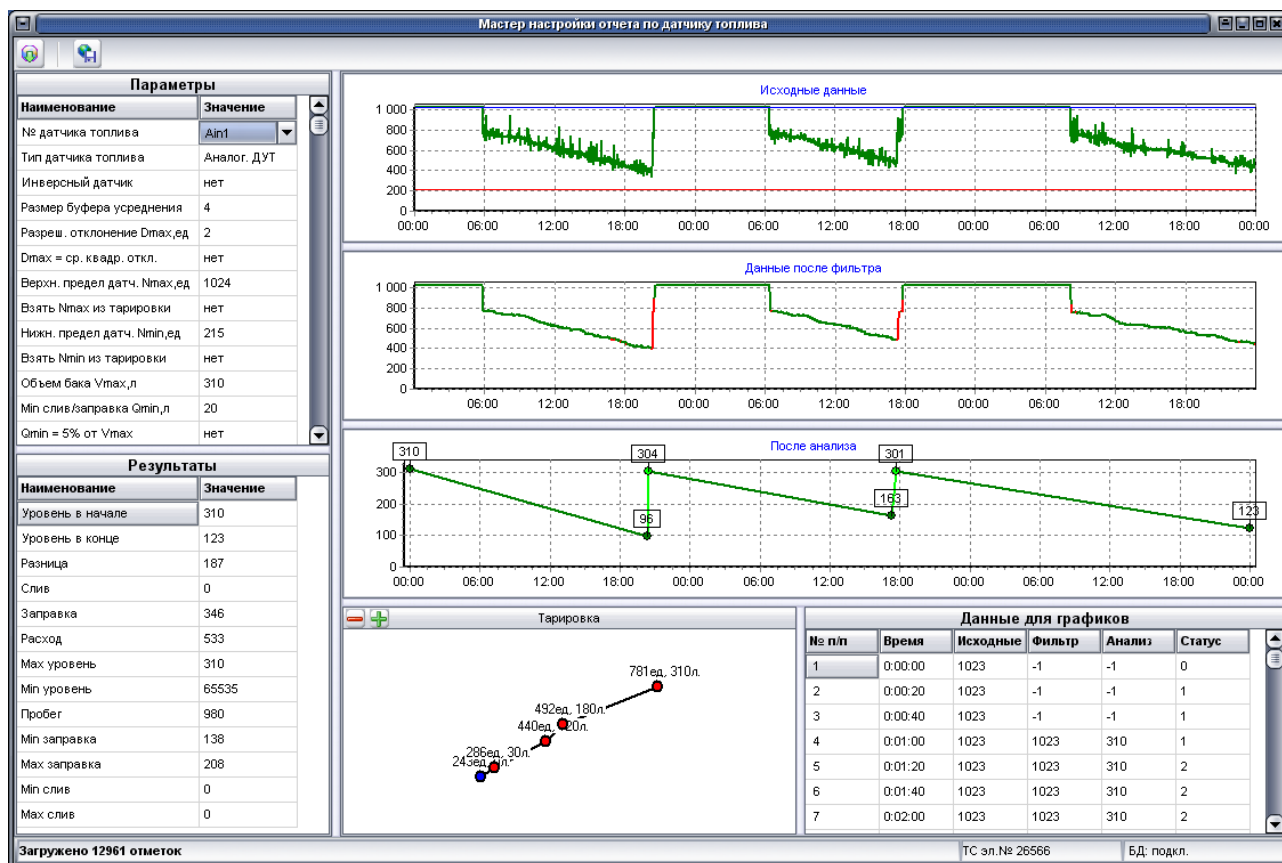 Мастер настройки отчета по датчику топлива
Параметры
Наименование Значение
№ датчика топлива Ain1
Тип датчика топлива Аналог. ДУТ
Инверсный датчик нет
Размер буфера усреднения 4
Разреш. отклонение Dmax,ед 2
Dmax = ср. квадр. откл. нет
Верхн. предел датч. Nmax,ед 1024
Взять Nmax из тарировки нет
Нижн. предел датч. Nmin,ед 215
Взять Nmin из тарировки нет
Объем бака Vmax,л 310
Min слив/заправка Qmin,л 20
Qmin = 5% от Vmax нет
Результаты
Наименование Значение
Уровень в начале 310
Уровень в конце 123
Разница 187
Слив 0
Заправка 346
Расход 533
Max уровень 310
Min уровень 65535
Пробег 980
Min заправка 138
Max заправка 208
Min слив 0
Max слив 0
Исходные данные
1 000
800
600
400
200
0
00:00 06:00 12:00 18:00 00:00 06:00 12:00 18:00 00:00 06:00 12:00 18:00 00:00
Данные после фильтра
1 000
800
600
400
200
0
06:00 12:00 18:00 00:00 06:00 12:00 18:00 00:00 06:00 12:00 18:00
После анализа
310 304 301
300
200
163
123
96
100
0
00:00 06:00 12:00 18:00 00:00 06:00 12:00 18:00 00:00 06:00 12:00 18:00 00:00
Тарировка
781ед, 310л.
492ед, 180л.
440ед, 20л.
286ед, 30л.
243ед,
Данные для графиков
№ п/п Время Исходные Фильтр Анализ Статус
1 0:00:00 1023 -1 -1 0
2 0:00:20 1023 -1 -1 1
3 0:00:40 1023 -1 -1 1
4 0:01:00 1023 1023 310 1
5 0:01:20 1023 1023 310 2
6 0:01:40 1023 1023 310 2
7 0:02:00 1023 1023 310 2
Загружено 12961 отметок ТС эл.№ 26566 БД: подкл.